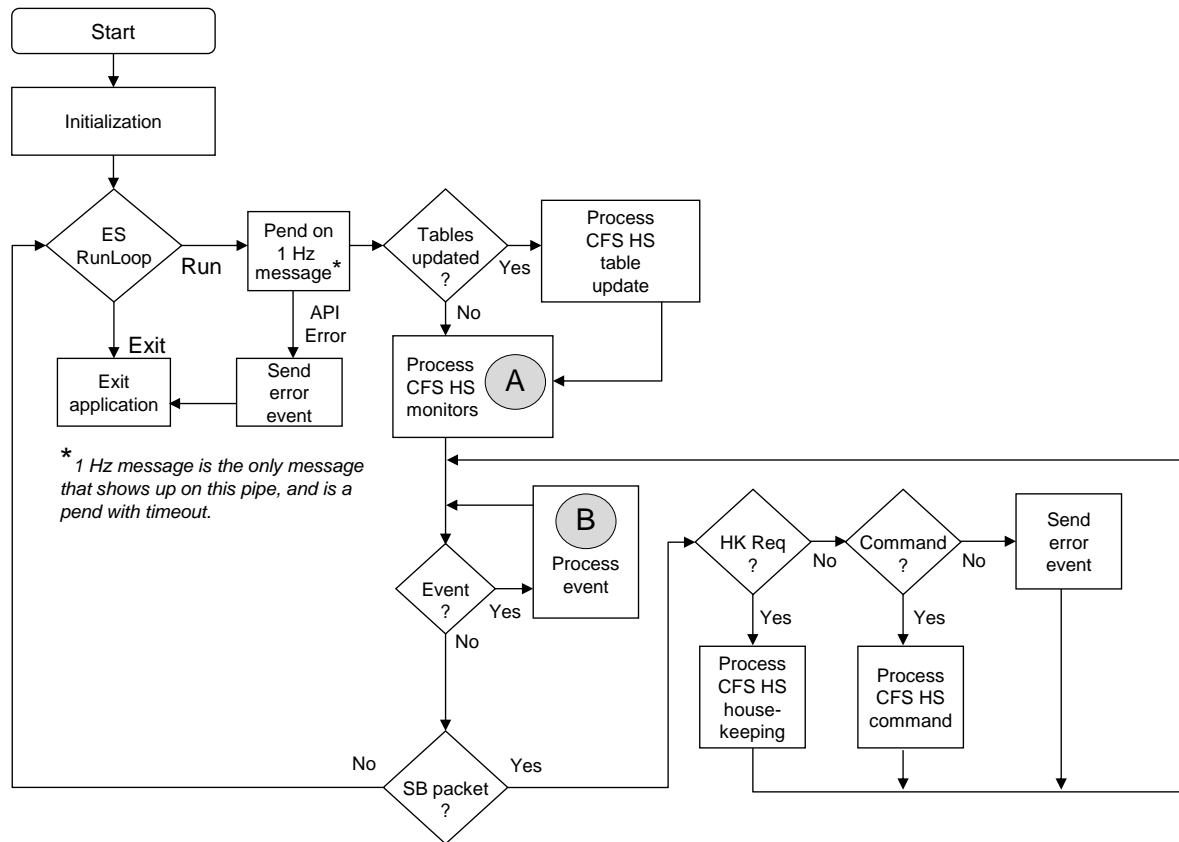 Start
Initialization
ES
RunLoop
Run
Exit
Pend on
1 Hz
message*
API
Error
Tables
updated
?
Yes
No
Process
CFS HS
table
update
Exit
application
Send
error
event
Process
CFS HS
monitors
A
*1 Hz message is the only message
that shows up on this pipe, and is a
pend with timeout.
B
Process
event
Event
?
Yes
No
HK Req
?
No
Yes
Command
?
No
Yes
Send
error
event
Process
CFS HS
house-
keeping
Process
CFS HS
command
No
SB packet
?
Yes